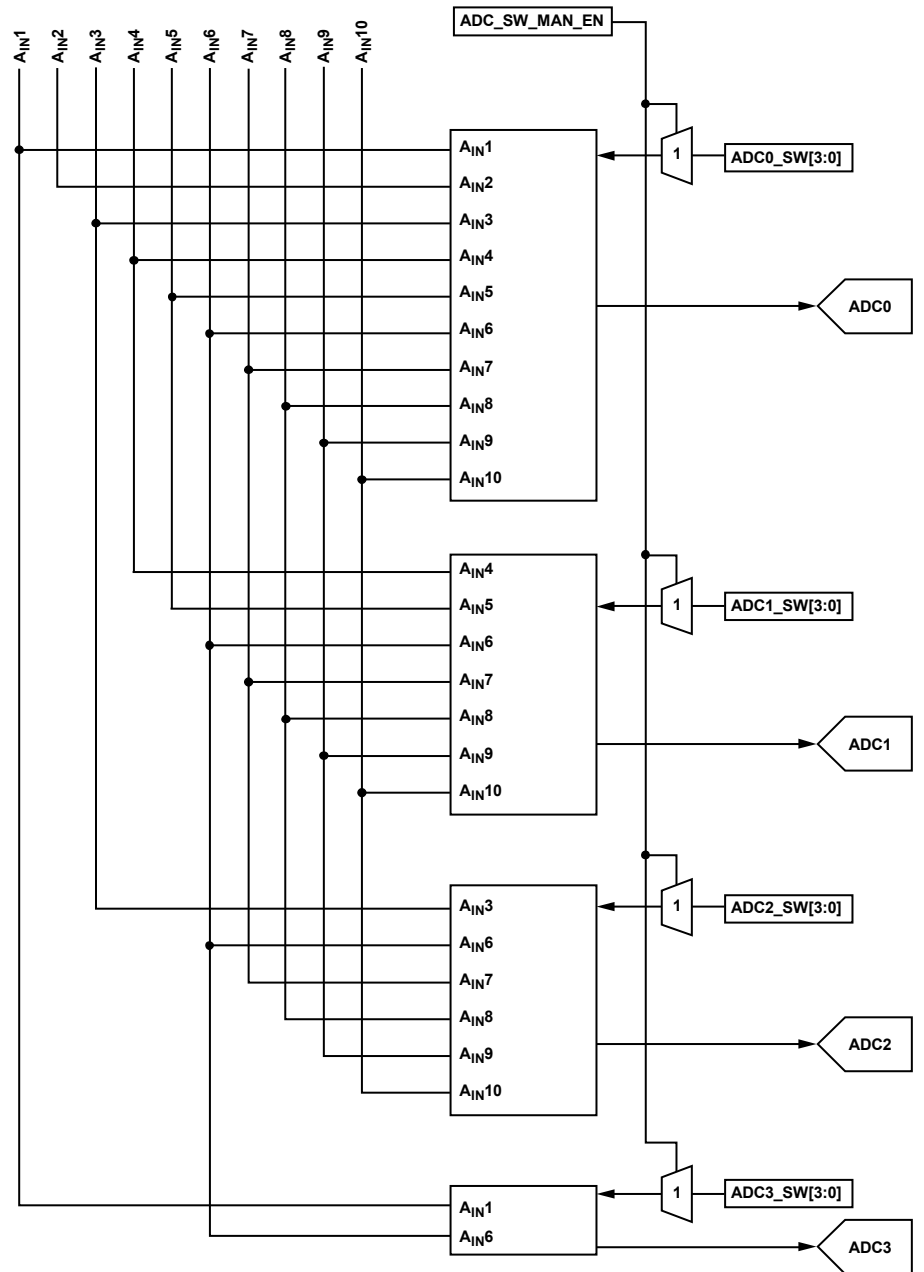 ADC_SW_MAN_EN
AIN1
AIN2
AIN3
AIN4
AIN5
AIN6
AIN7
AIN8
AIN9
AIN10
AIN1
AIN2
AIN3
AIN4
AIN5
AIN6
AIN7
AIN8
AIN9
AIN10
1
ADC0_SW[3:0]
ADC0
AIN4
AIN5
AIN6
AIN7
AIN8
AIN9
AIN10
1
ADC1_SW[3:0]
ADC1
AIN3
AIN6
AIN7
AIN8
AIN9
AIN10
1
ADC2_SW[3:0]
ADC2
AIN1
AIN6
1
ADC3_SW[3:0]
ADC3